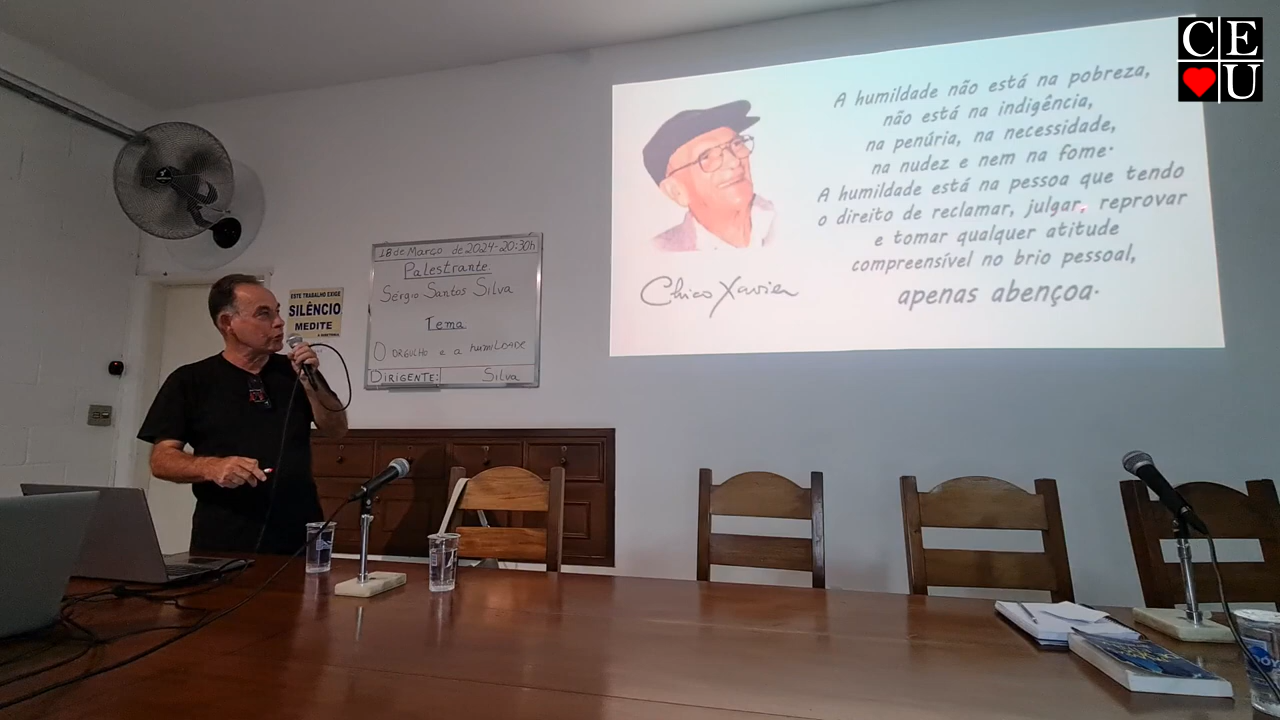 CE
U
A humildade não está na pobreza,
não está na indigência,
na penúria, na necessidade,
na nudez e nem na fome.
A humildade está na pessoa que tendo
o direito de reclamar, julgar, reprovar
e tomar qualquer atitude
compreensível no brio pessoal,
apenas abençoa.
Chico Xavier
18 de Março de 2024-20:30h
Palestrante
Sérgio Santos Silva
Tema
O ORGULHO e a humiLDADE
DIRIGENTE: Silva
ESTE TRABALHO EXIGE
SILÊNCIO
MEDITE